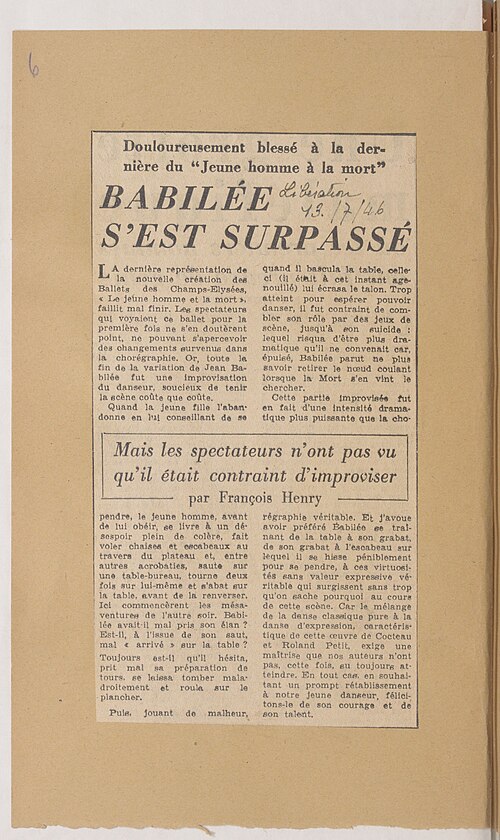 6
Douloureusement blessé à la der-
nière du "Jeune homme à la mort"
BABILÉE
Libération
13/7/46
S'EST SURPASSÉ
LA dernière représentation de
la nouvelle création des
Ballets des Champs-Elysées,
« Le jeune homme et la mort »,
faillit mal finir. Les spectateurs
qui voyaient ce ballet pour la
première fois ne s'en doutèrent
point, ne pouvant s'apercevoir
des changements survenus dans
la chorégraphie. Or, toute la
fin de la variation de Jean Ba-
bilée fut une improvisation
du danseur, soucieux de tenir
la scène coûte que coûte.
Quand la jeune fille l'aban-
donne en lui conseillant de se
quand il bascula la table, celle-
ci (il était à cet instant age-
nouillé) lui écrasa le talon. Trop
atteint pour espérer pouvoir
danser, il fut contraint de com-
bler son rôle par des jeux de
scène, jusqu'à son suicide :
lequel risqua d'être plus dra-
matique qu'il ne convenait car,
épuisé, Babilée parut ne plus
savoir retirer le nœud coulant
lorsque la Mort s'en vint le
chercher.
Cette partie improvisée fut
en fait d'une intensité drama-
tique plus puissante que la cho-
Mais les spectateurs n'ont pas vu
qu'il était contraint d'improviser
par François Henry
pendre, le jeune homme, avant
de lui obéir, se livre à un dé-
sespoir plein de colère, fait
voler chaises et escabeaux au
travers du plateau et, entre
autres acrobaties, saute sur
une table-bureau, tourne deux
fois sur lui-même et s'abat sur
la table, avant de la renverser.
Ici commencèrent les mésa-
ventures de l'autre soir. Babi-
lée avait-il mal pris son élan ?
Est-il, à l'issue de son saut,
mal « arrivé » sur la table ?
Toujours est-il qu'il hésita,
prit mal sa préparation de
tours, se laissa tomber mala-
droitement et roula sur le
plancher.
Puis, jouant de malheur,
régraphie véritable. Et j'avoue
avoir préféré Babilée se traî-
nant de la table à son grabat,
de son grabat à l'escabeau sur
lequel il se hisse péniblement
pour se pendre, à ces virtuosi-
tés sans valeur expressive vé-
ritable qui surgissent sans trop
qu'on sache pourquoi au cours
de cette scène. Car le mélange
de la danse classique pure à la
danse d'expression, caractéris-
tique de cette œuvre de Cocteau
et Roland Petit, exige une
maîtrise que nos auteurs n'ont
pas, cette fois, su toujours at-
teindre. En tout cas, en souhai-
tant un prompt rétablissement
à notre jeune danseur, félici-
tons-le de son courage et de
son talent.